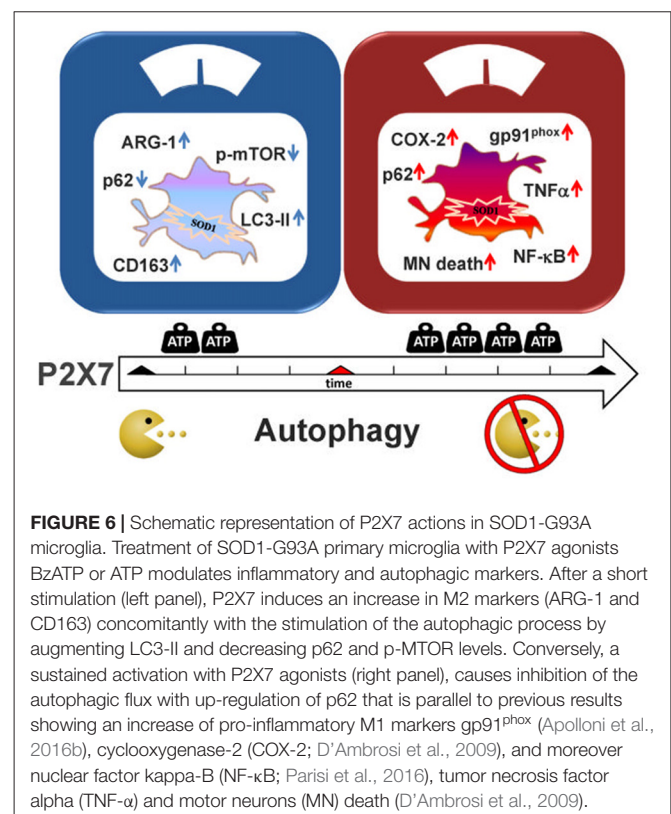 ARG-1↑
p-mTOR↓
p62↓
SOD1
LC3-II↑
CD163↑
COX-2↑
gp91phox↑
p62↑
TNFα↑
SOD1
MN death↑
NF-κB↑
ATP ATP
ATP ATP ATP ATP
P2X7
time
Autophagy
FIGURE 6 | Schematic representation of P2X7 actions in SOD1-G93A
microglia. Treatment of SOD1-G93A primary microglia with P2X7 agonists
BzATP or ATP modulates inflammatory and autophagic markers. After a short
stimulation (left panel), P2X7 induces an increase in M2 markers (ARG-1 and
CD163) concomitantly with the stimulation of the autophagic process by
augmenting LC3-II and decreasing p62 and p-MTOR levels. Conversely, a
sustained activation with P2X7 agonists (right panel), causes inhibition of the
autophagic flux with up-regulation of p62 that is parallel to previous results
showing an increase of pro-inflammatory M1 markers gp91phox (Apolloni et al.,
2016b), cyclooxygenase-2 (COX-2; D'Ambrosi et al., 2009), and moreover
nuclear factor kappa-B (NF-κB; Parisi et al., 2016), tumor necrosis factor
alpha (TNF-α) and motor neurons (MN) death (D'Ambrosi et al., 2009).